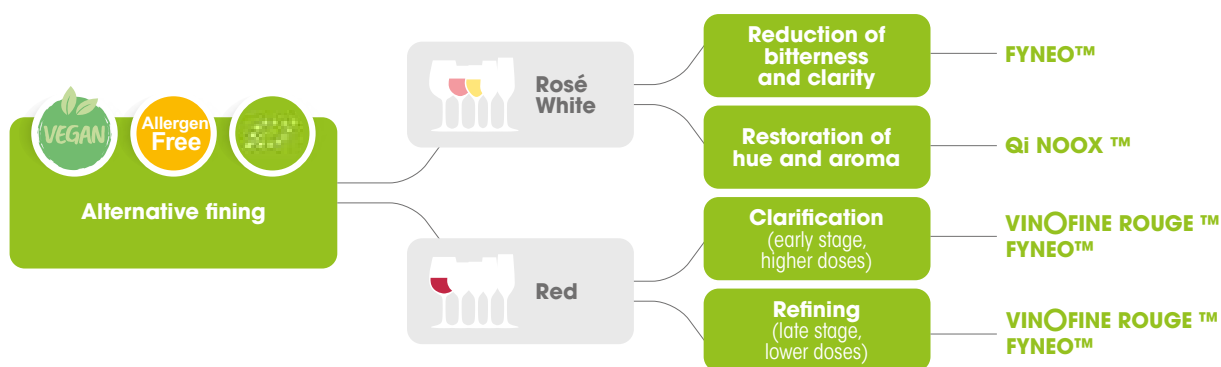 VEGAN
Allergen
Free
Alternative fining
Rosé
White
Reduction of
bitterness
and clarity
FYNEO™
Restoration of
hue and aroma
Qi NOOX ™
Red
Clarification
(early stage,
higher doses)
VINOFINE ROUGE ™
FYNEO™
Refining
(late stage,
lower doses)
VINOFINE ROUGE ™
FYNEO™